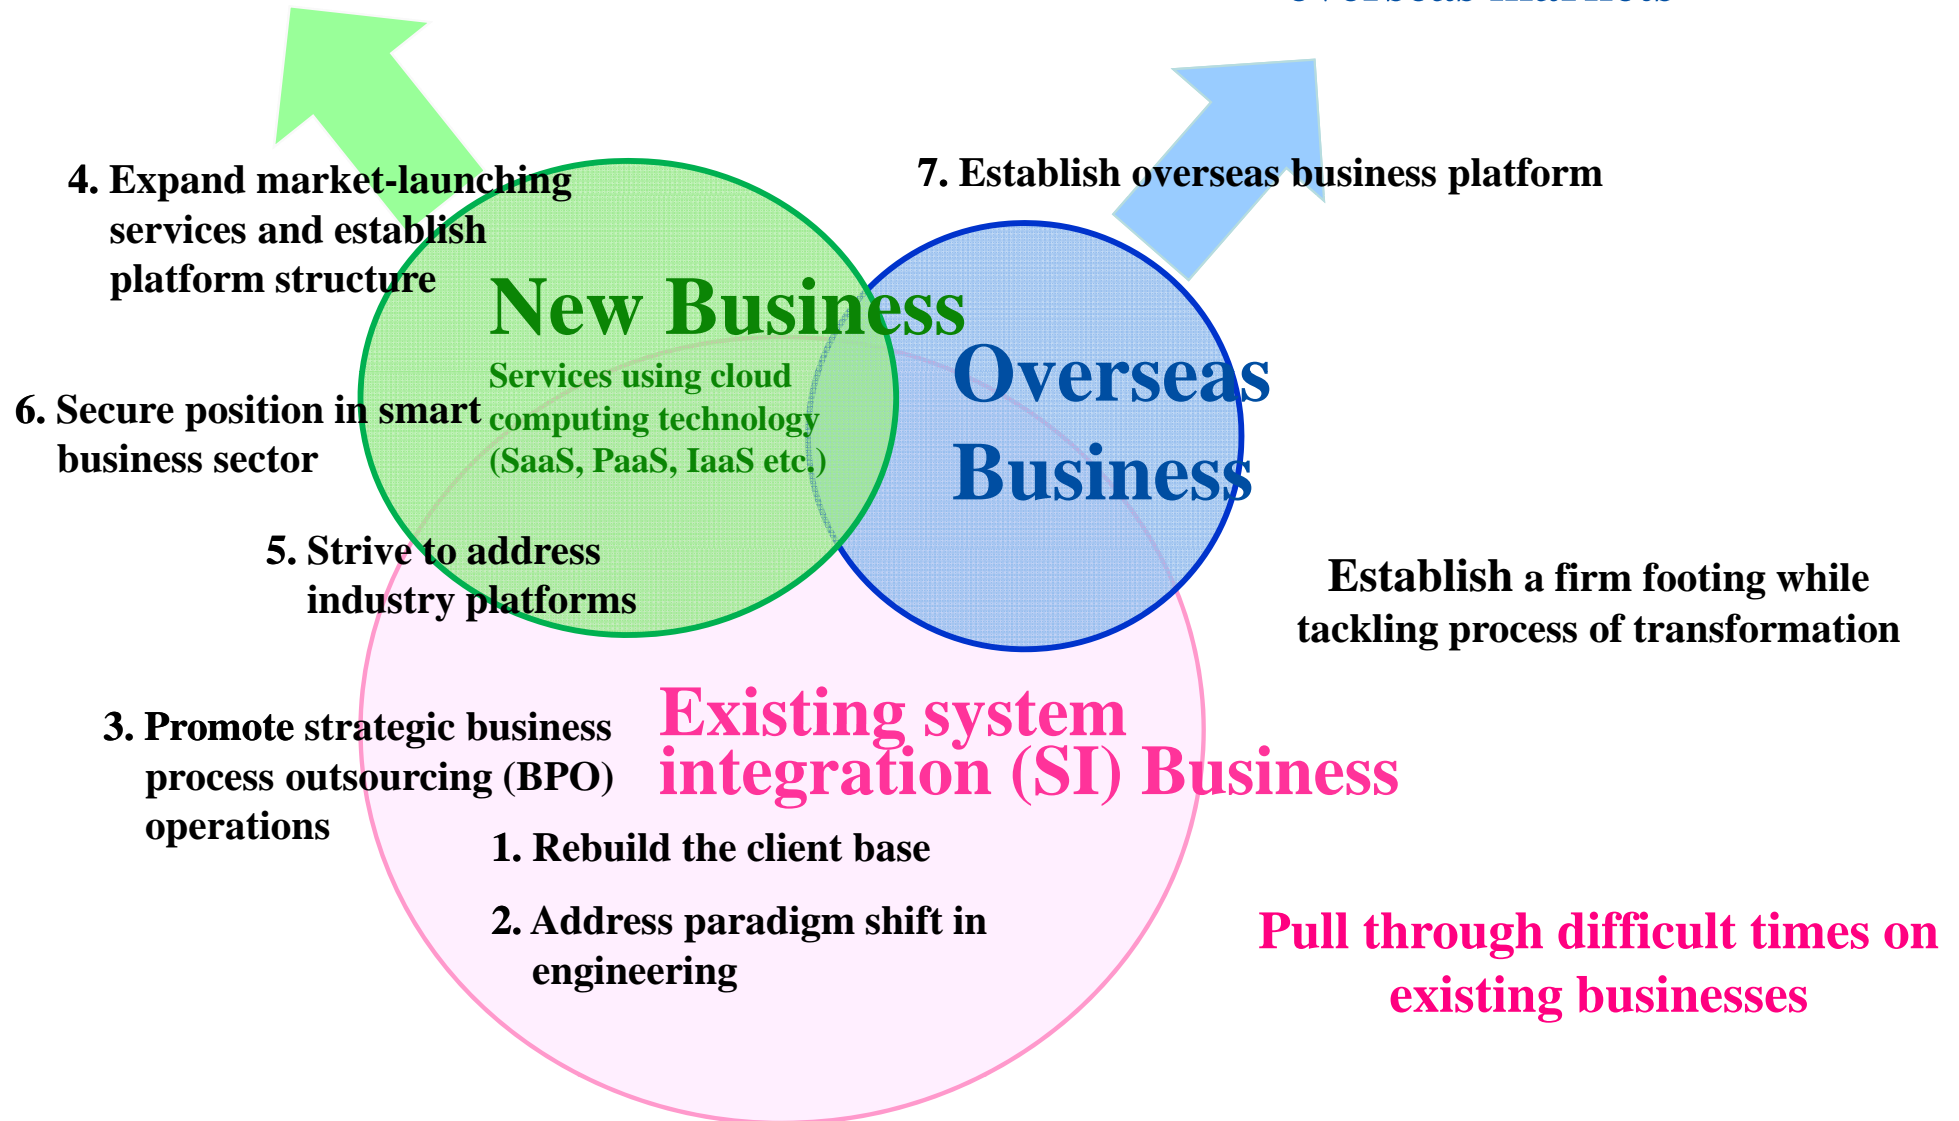 overseas markets
4. Expand market-launching
services and establish
platform structure
7. Establish overseas business platform
New Business
Services using cloud
computing technology
(SaaS, PaaS, IaaS etc.)
Overseas
Business
6. Secure position in smart
business sector
5. Strive to address
industry platforms
Establish a firm footing while
tackling process of transformation
3. Promote strategic business
process outsourcing (BPO)
operations
Existing system
integration (SI) Business
1. Rebuild the client base
2. Address paradigm shift in
engineering
Pull through difficult times on
existing businesses